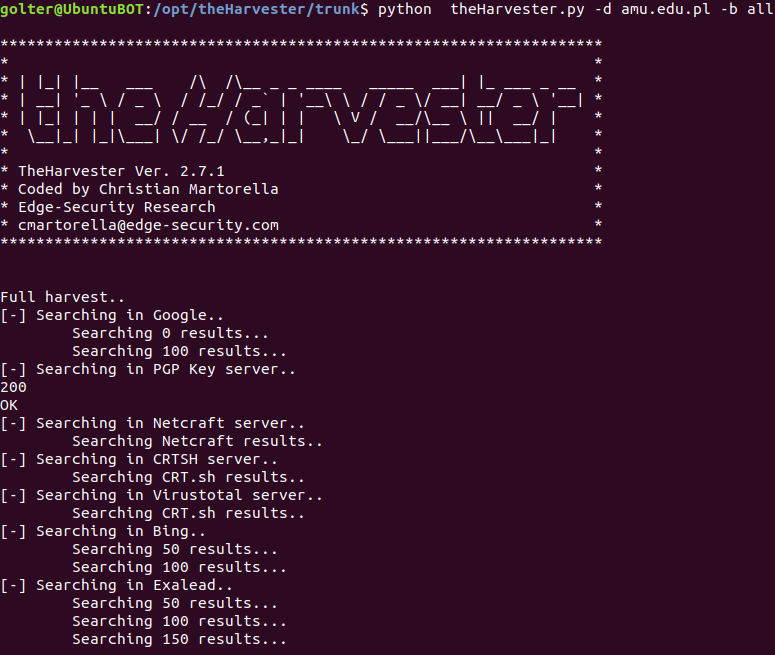 golter@UbuntuBOT:/opt/theHarvester/trunk$ python  theHarvester.py -d amu.edu.pl -b all
*******************************************************************
*                                                                 *
* | |_| |__   ___    /\  /\__ _ _ ____   _____  ___| |_ ___ _ __  *
* | __| '_ \ / _ \  / /_/ / _` | '__\ \ / / _ \/ __| __/ _ \ '__| *
* | |_| | | |  __/ / __  / (_| | |   \ V /  __/\__ \ ||  __/ |    *
*  \__|_| |_|\___| \/ /_/ \__,_|_|    \_/ \___||___/\__\___|_|    *
*                                                                 *
* TheHarvester Ver. 2.7.1                                         *
* Coded by Christian Martorella                                   *
* Edge-Security Research                                          *
* cmartorella@edge-security.com                                   *
*******************************************************************
Full harvest..
[-] Searching in Google..
        Searching 0 results...
        Searching 100 results...
[-] Searching in PGP Key server..
200
OK
[-] Searching in Netcraft server..
        Searching Netcraft results..
[-] Searching in CRTSH server..
        Searching CRT.sh results..
[-] Searching in Virustotal server..
        Searching CRT.sh results..
[-] Searching in Bing..
        Searching 50 results...
        Searching 100 results...
[-] Searching in Exalead..
        Searching 50 results...
        Searching 100 results...
        Searching 150 results...